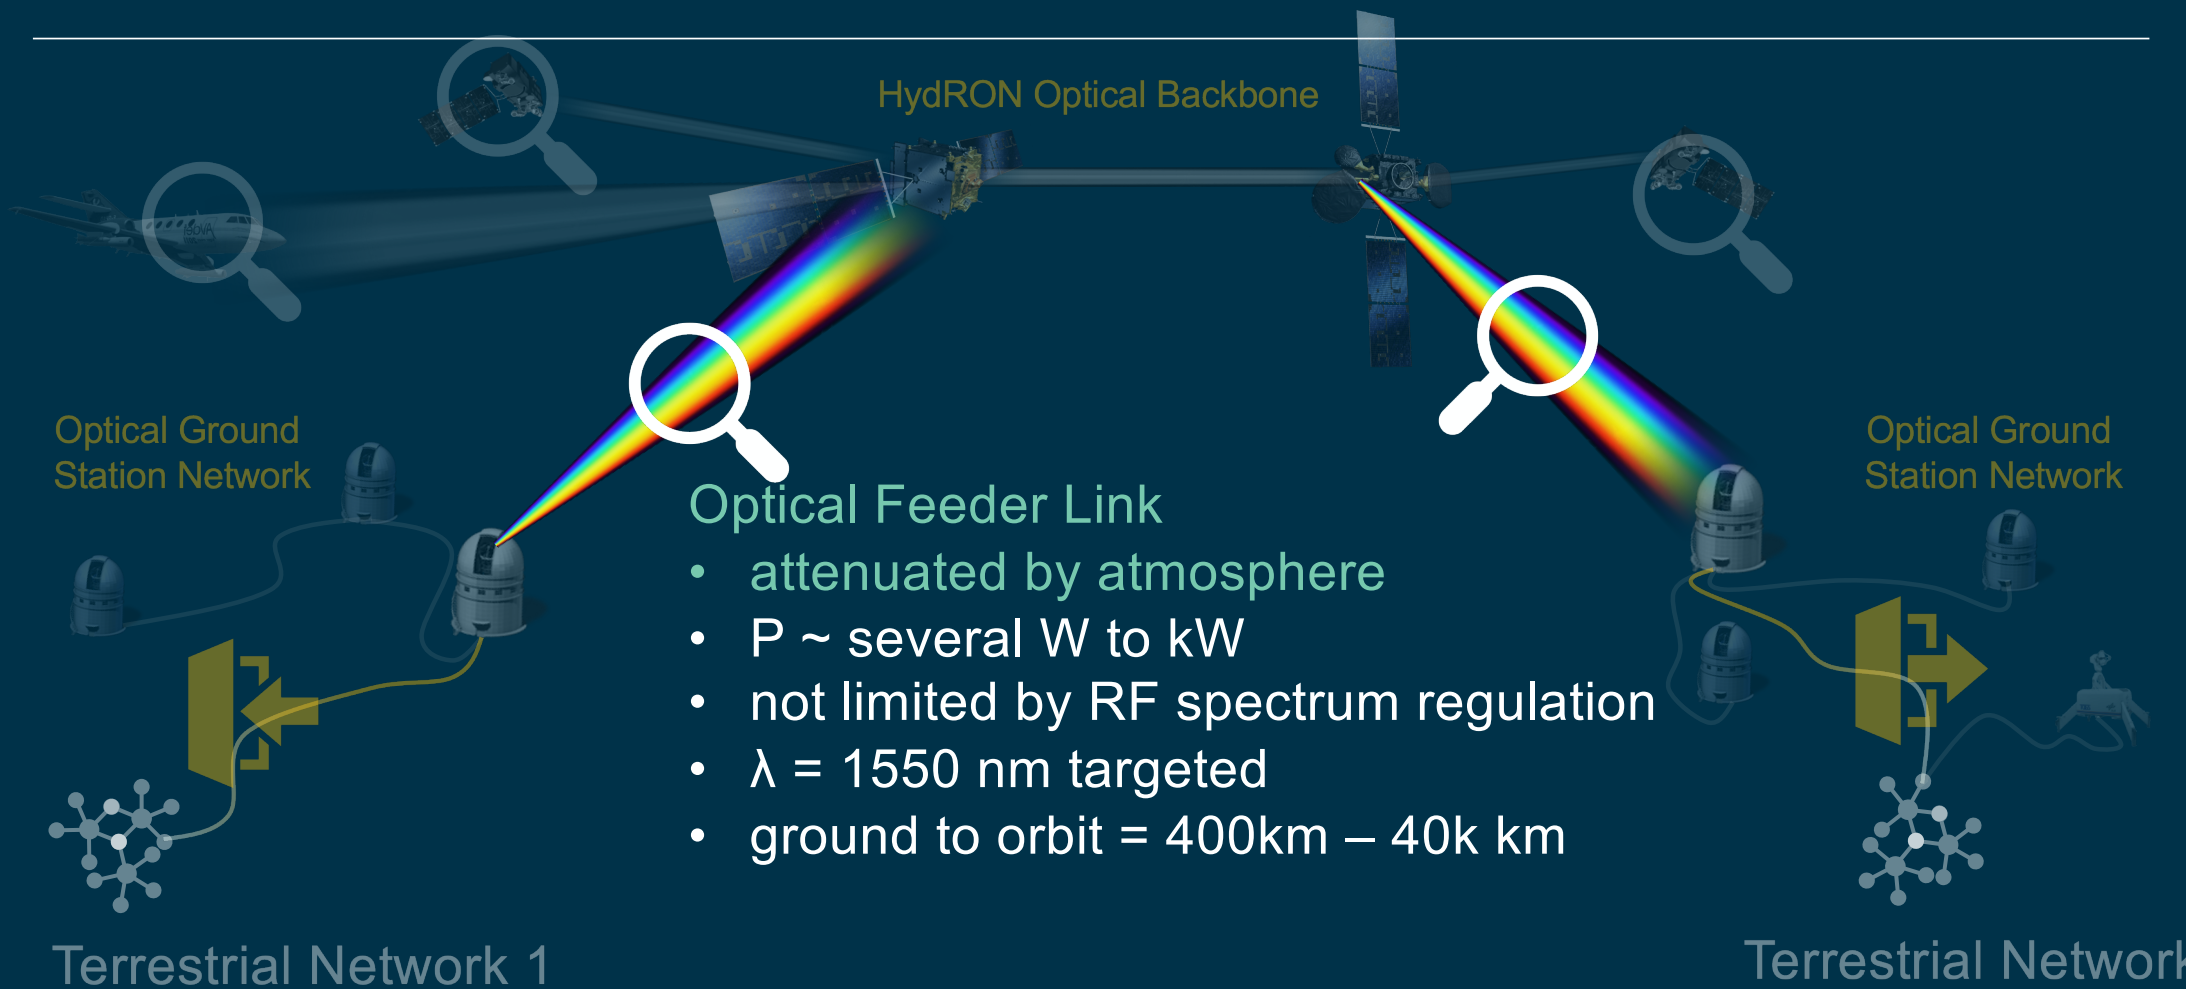 HydRON Optical Backbone
Optical Ground
Station Network
Optical Ground
Station Network
Optical Feeder Link
• attenuated by atmosphere
• P ~ several W to kW
• not limited by RF spectrum regulation
• λ = 1550 nm targeted
• ground to orbit = 400km – 40k km
Terrestrial Network 1
Terrestrial Network